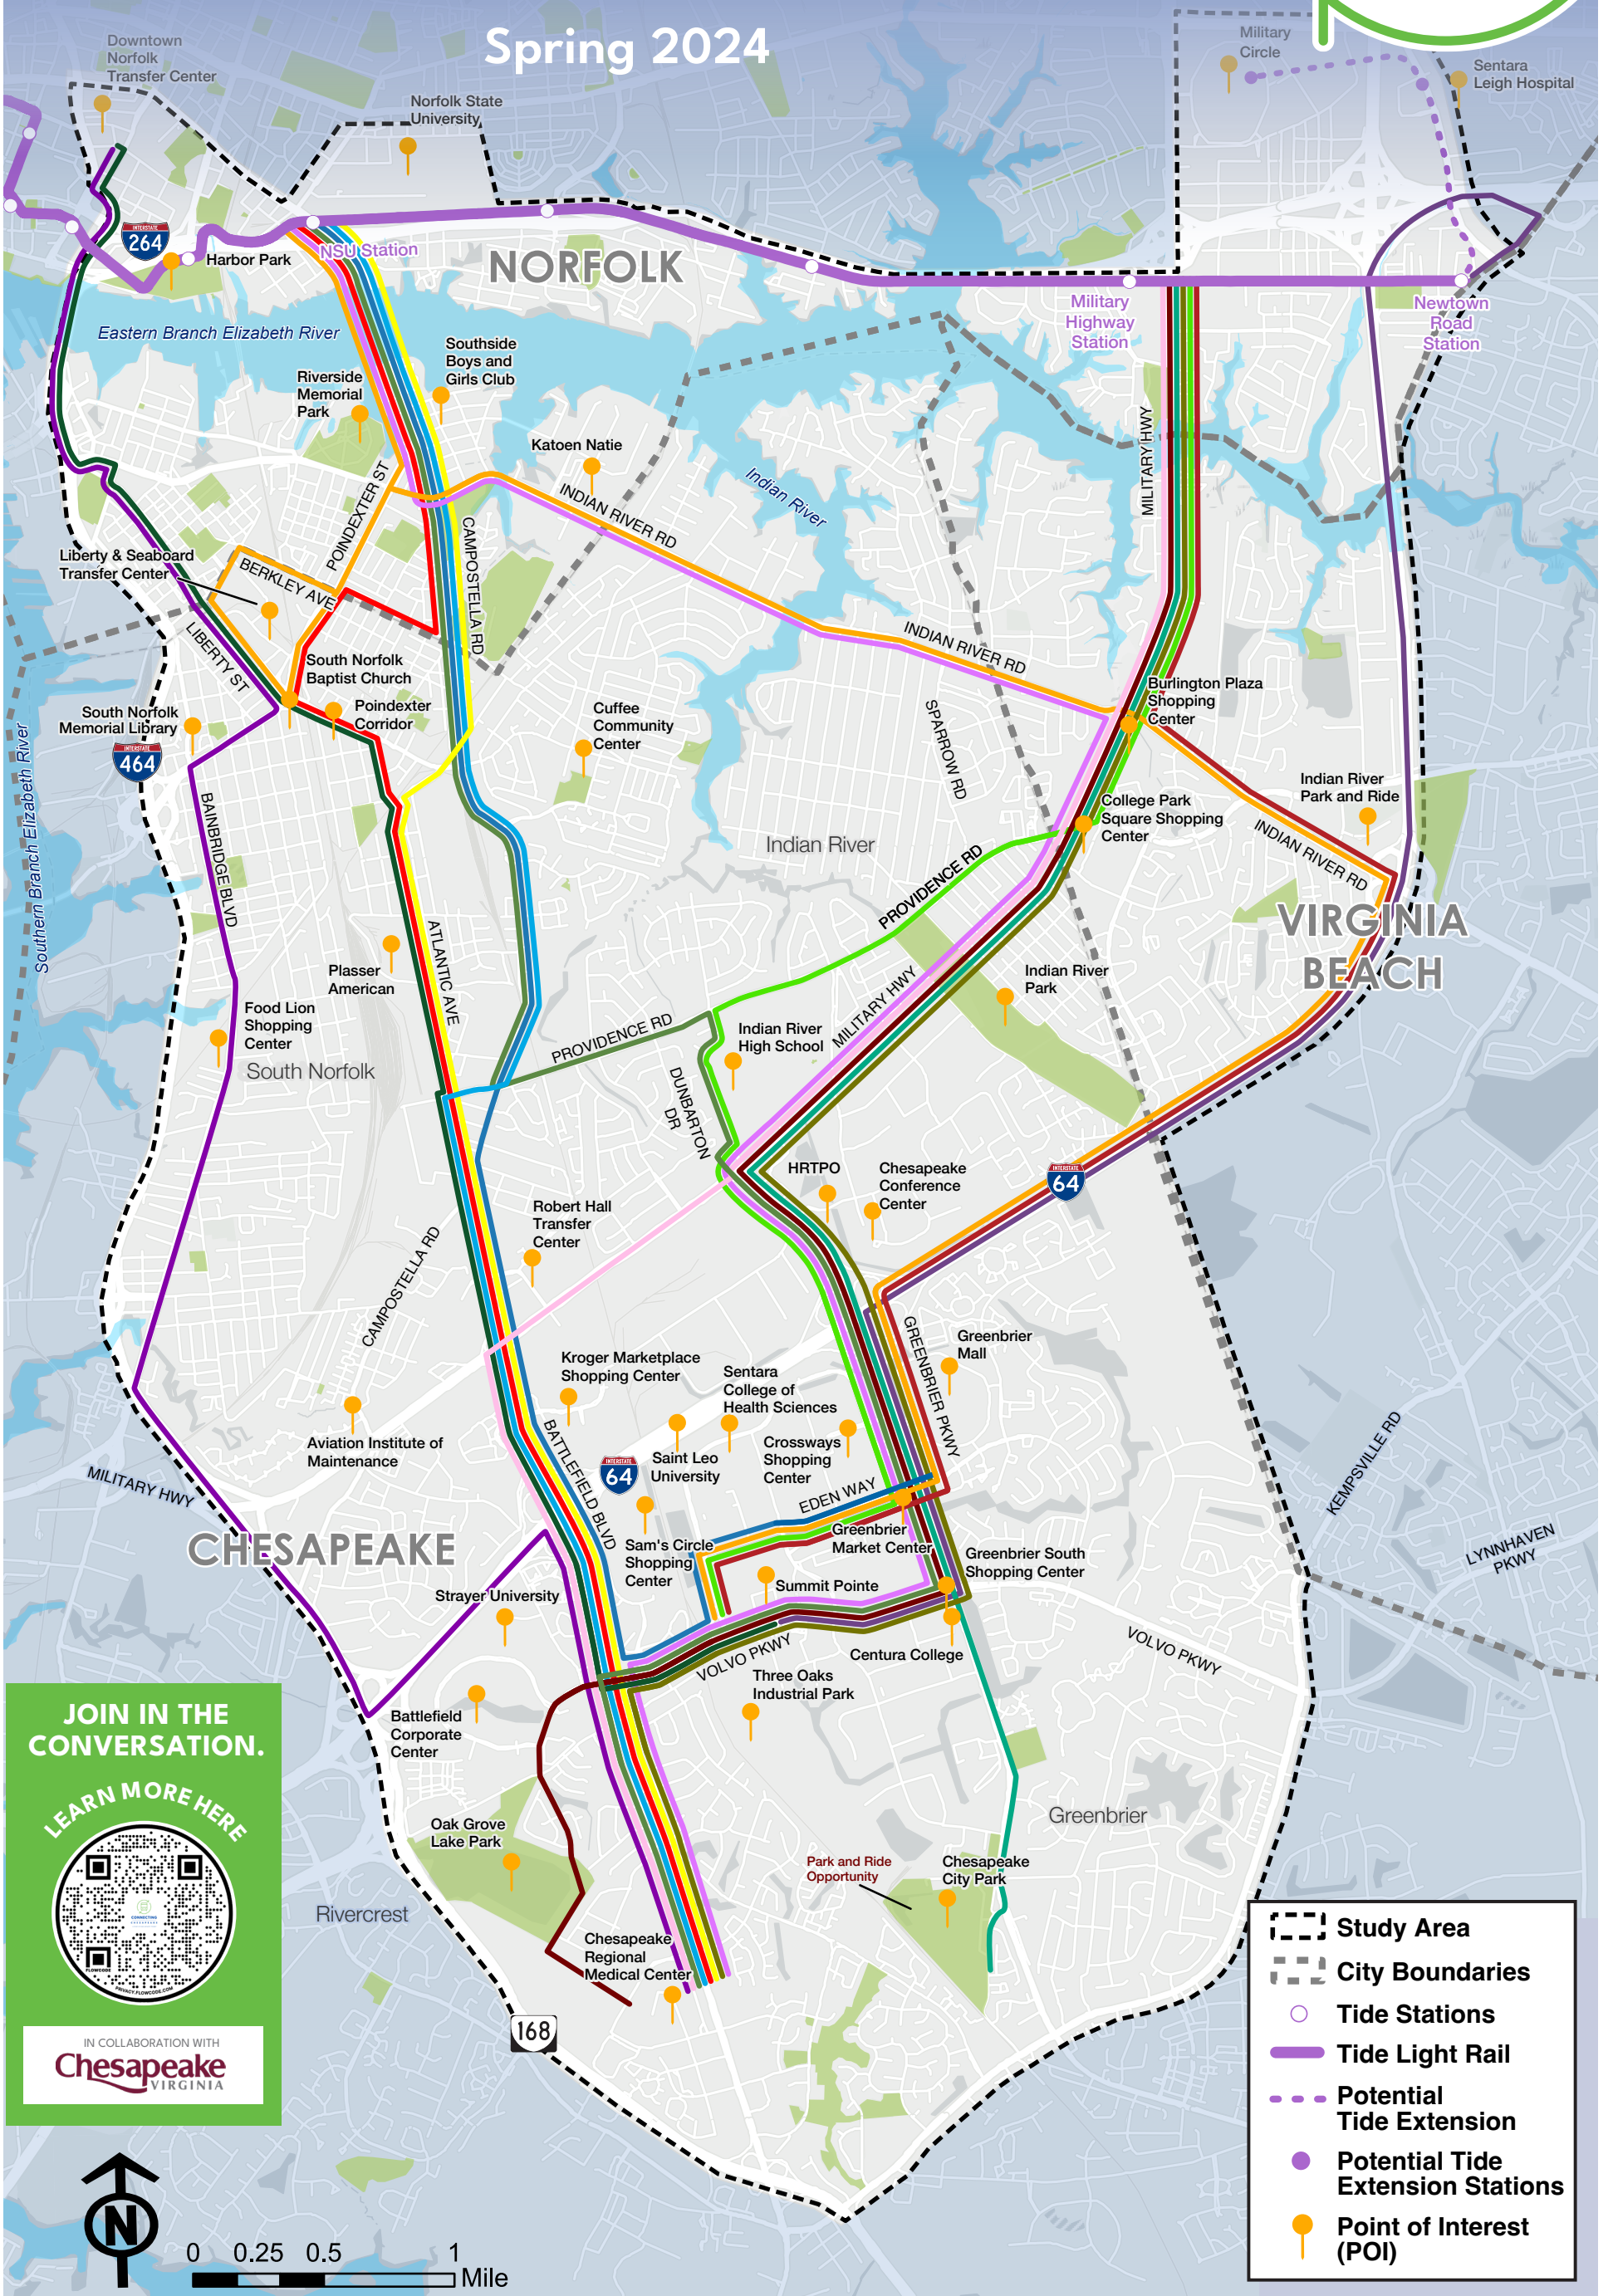 Spring 2024
Downtown
Norfolk
Transfer Center
Norfolk State
University
Military
Circle
Sentara
Leigh Hospital
INTERSTATE
264
Harbor Park
NSU Station
NORFOLK
Eastern Branch Elizabeth River
Military
Highway
Station
Newtown
Road
Station
Southside
Boys and
Girls Club
Riverside
Memorial
Park
Katoen Natie
Indian River
MILITARY HWY
INDIAN RIVER RD
POINDEXTER ST
CAMPOSTELLA RD
Liberty & Seaboard
Transfer Center
BERKLEY AVE
LIBERTY ST
INDIAN RIVER RD
South Norfolk
Baptist Church
Poindexter
Corridor
South Norfolk
Memorial Library
INTERSTATE
464
Southern Branch Elizabeth River
Cuffee
Community
Center
SPARROW RD
Burlington Plaza
Shopping
Center
Indian River
Park and Ride
College Park
Square Shopping
Center
INDIAN RIVER RD
Indian River
PROVIDENCE RD
BAINBRIDGE BLVD
VIRGINIA
BEACH
ATLANTIC AVE
Plasser
American
Indian River
Park
MILITARY HWY
Food Lion
Shopping
Center
South Norfolk
PROVIDENCE RD
Indian River
High School
DUNBARTON
DR
HRTPO
Chesapeake
Conference
Center
INTERSTATE
64
Robert Hall
Transfer
Center
CAMPOSTELLA RD
GREENBRIER PKWY
Greenbrier
Mall
Kroger Marketplace
Shopping Center
Sentara
College of
Health Sciences
Aviation Institute of
Maintenance
BATTLEFIELD BLVD
INTERSTATE
64
Saint Leo
University
Crossways
Shopping
Center
KEMPSVILLE RD
MILITARY HWY
EDEN WAY
CHESAPEAKE
Sam's Circle
Shopping
Center
Greenbrier
Market Center
Greenbrier South
Shopping Center
LYNNHAVEN
PKWY
Summit Pointe
Strayer University
VOLVO PKWY
Centura College
VOLVO PKWY
Three Oaks
Industrial Park
Battlefield
Corporate
Center
Greenbrier
Oak Grove
Lake Park
Park and Ride
Opportunity
Chesapeake
City Park
Rivercrest
Chesapeake
Regional
Medical Center
168
JOIN IN THE
CONVERSATION.
LEARN MORE HERE
FLOWCODE
PRIVACY.FLOWCODE.COM
IN COLLABORATION WITH
Chesapeake
VIRGINIA
N
0 0.25 0.5 1
Mile
Study Area
City Boundaries
Tide Stations
Tide Light Rail
Potential
Tide Extension
Potential Tide
Extension Stations
Point of Interest
(POI)